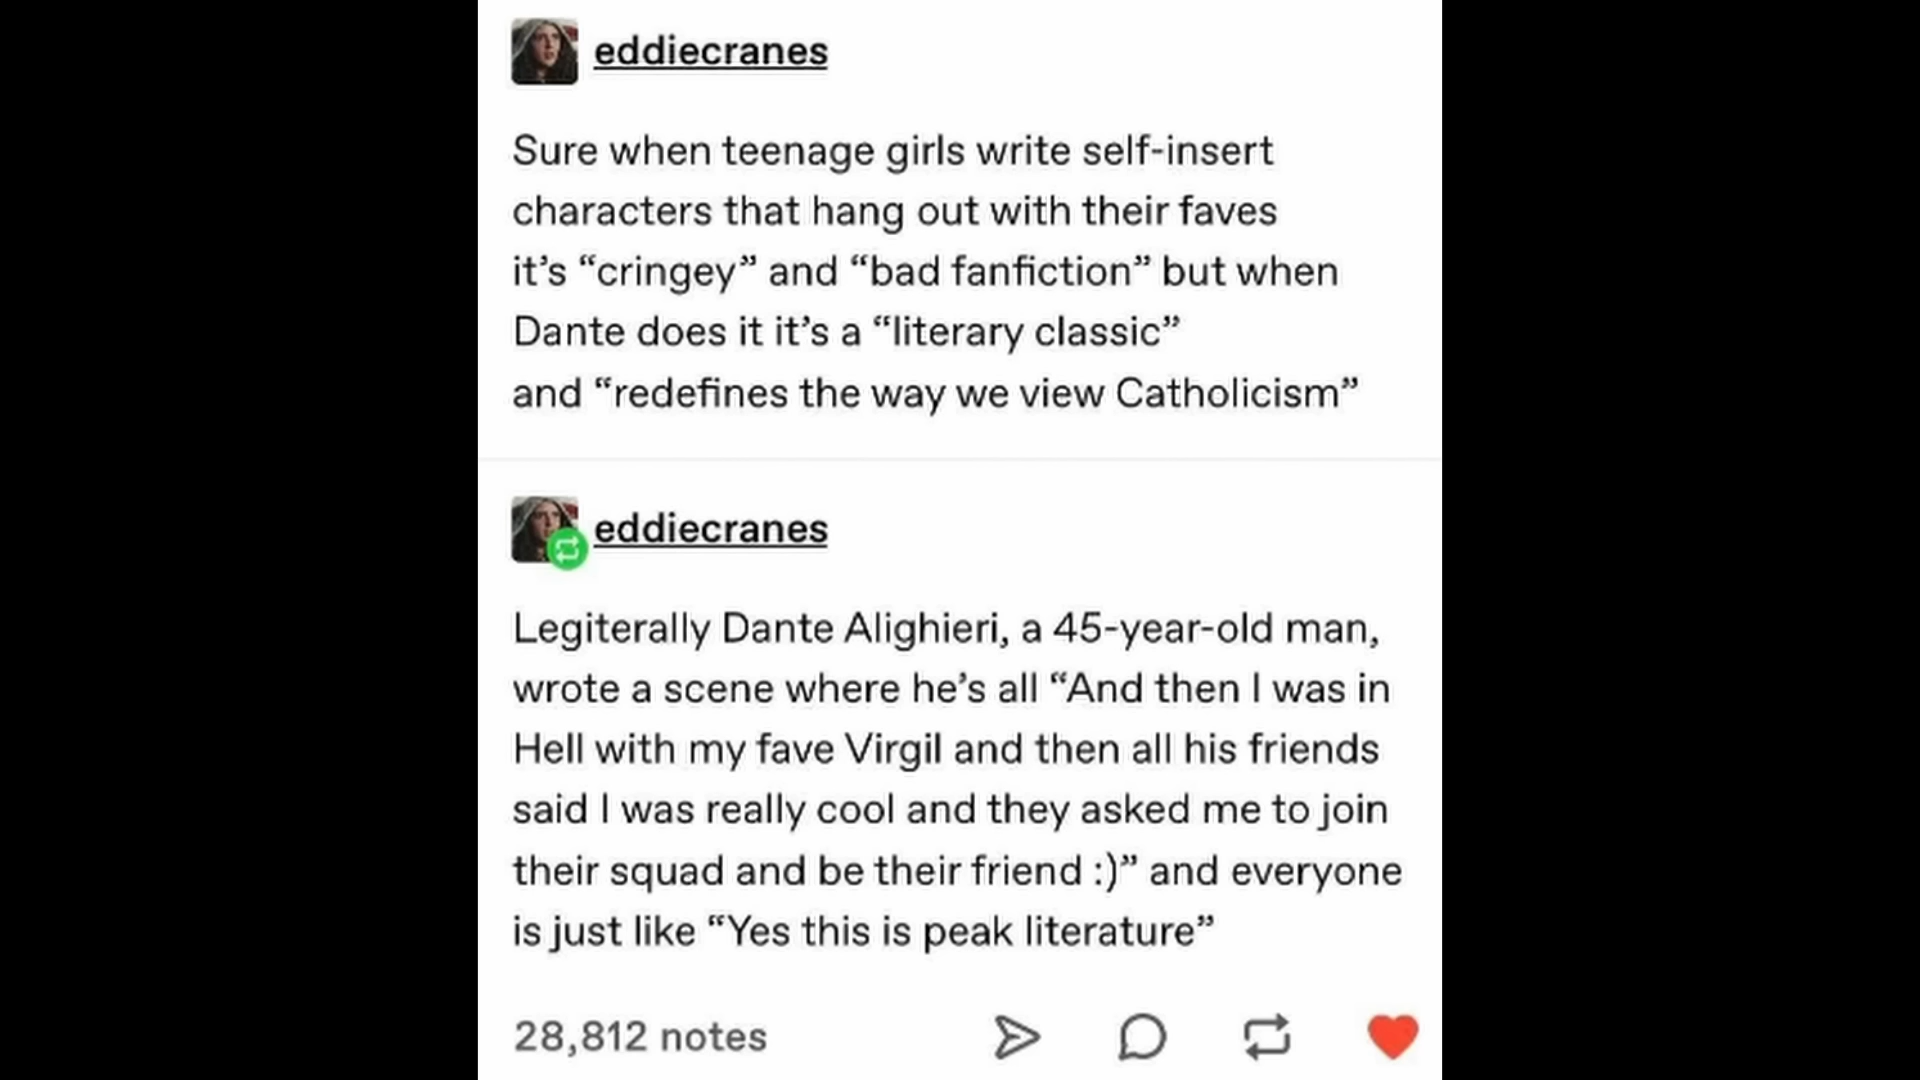 eddiecranes
Sure when teenage girls write self-insert
characters that hang out with their faves
it’s “cringey” and “bad fanfiction” but when
Dante does it it’s a “literary classic”
and “redefines the way we view Catholicism”
eddiecranes
Legiterally Dante Alighieri, a 45-year-old man,
wrote a scene where he’s all “And then I was in
Hell with my fave Virgil and then all his friends
said I was really cool and they asked me to join
their squad and be their friend :)” and everyone
is just like “Yes this is peak literature”
28,812 notes